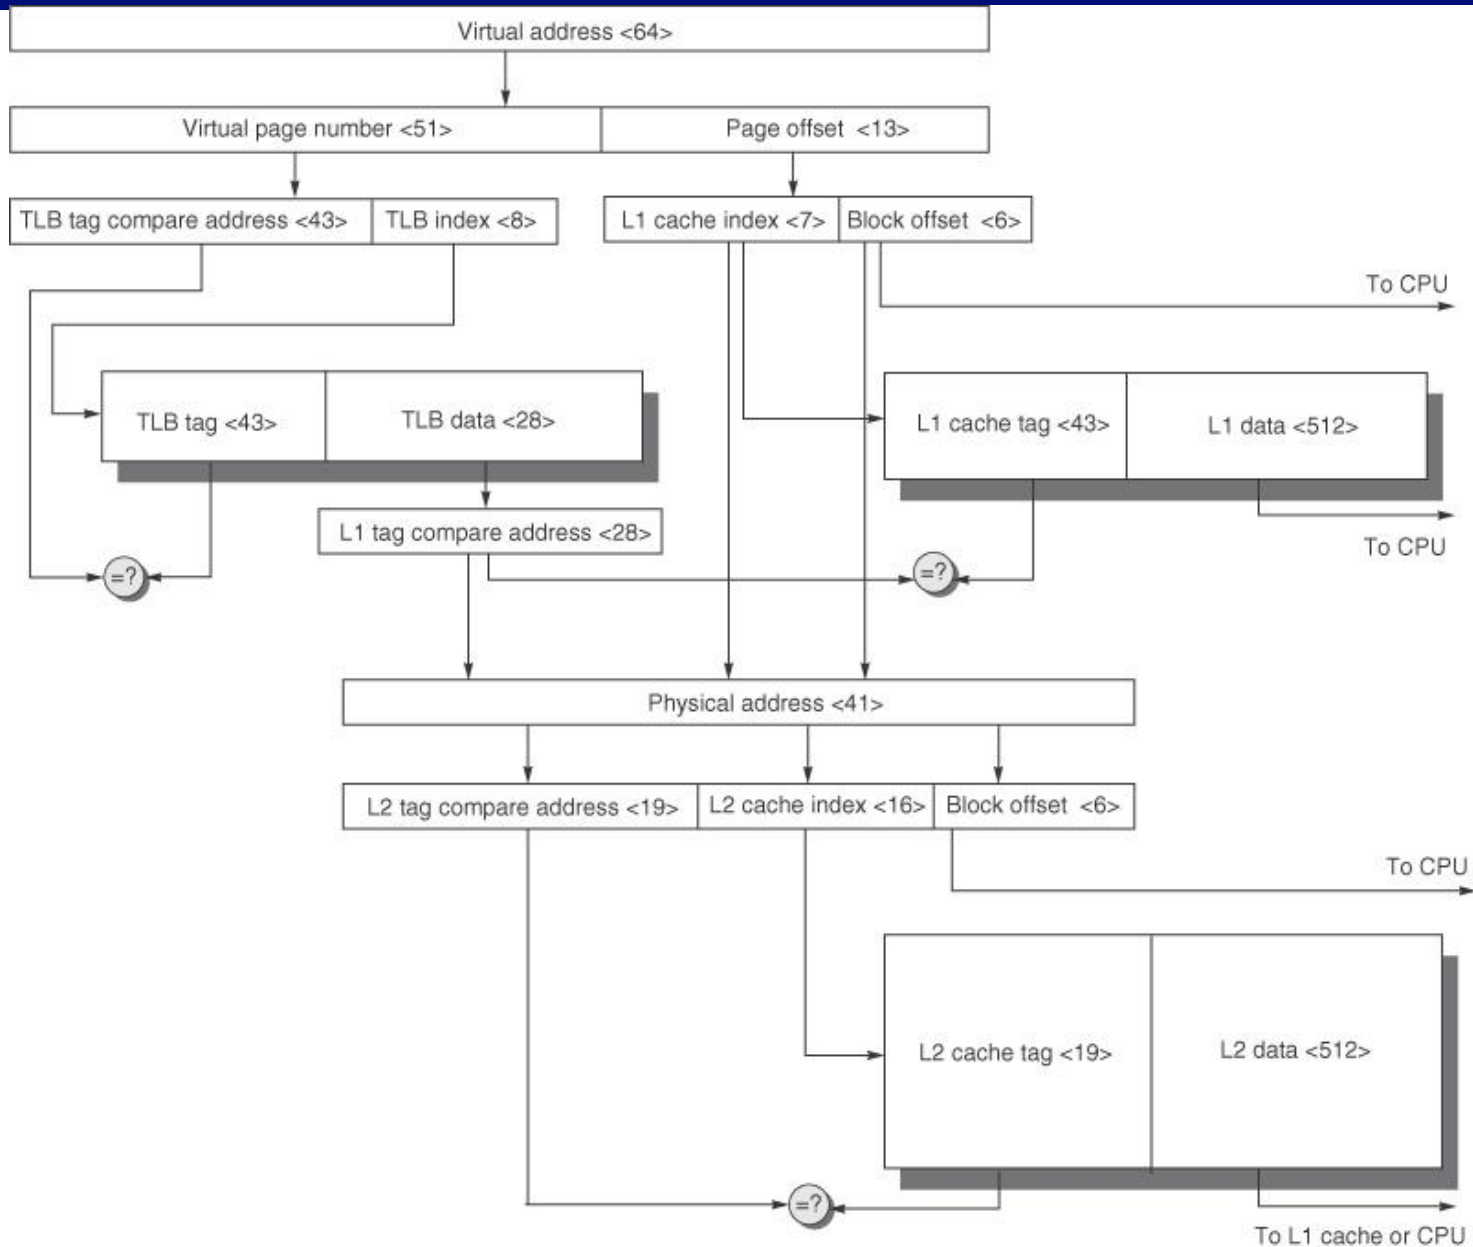 Virtual address <64>
Virtual page number <51>
Page offset <13>
TLB tag compare address <43>
TLB index <8>
L1 cache index <7>
Block offset <6>
To CPU
TLB tag <43>
TLB data <28>
L1 cache tag <43>
L1 data <512>
L1 tag compare address <28>
To CPU
=?
=?
Physical address <41>
L2 tag compare address <19>
L2 cache index <16>
Block offset <6>
To CPU
L2 cache tag <19>
L2 data <512>
=?
To L1 cache or CPU